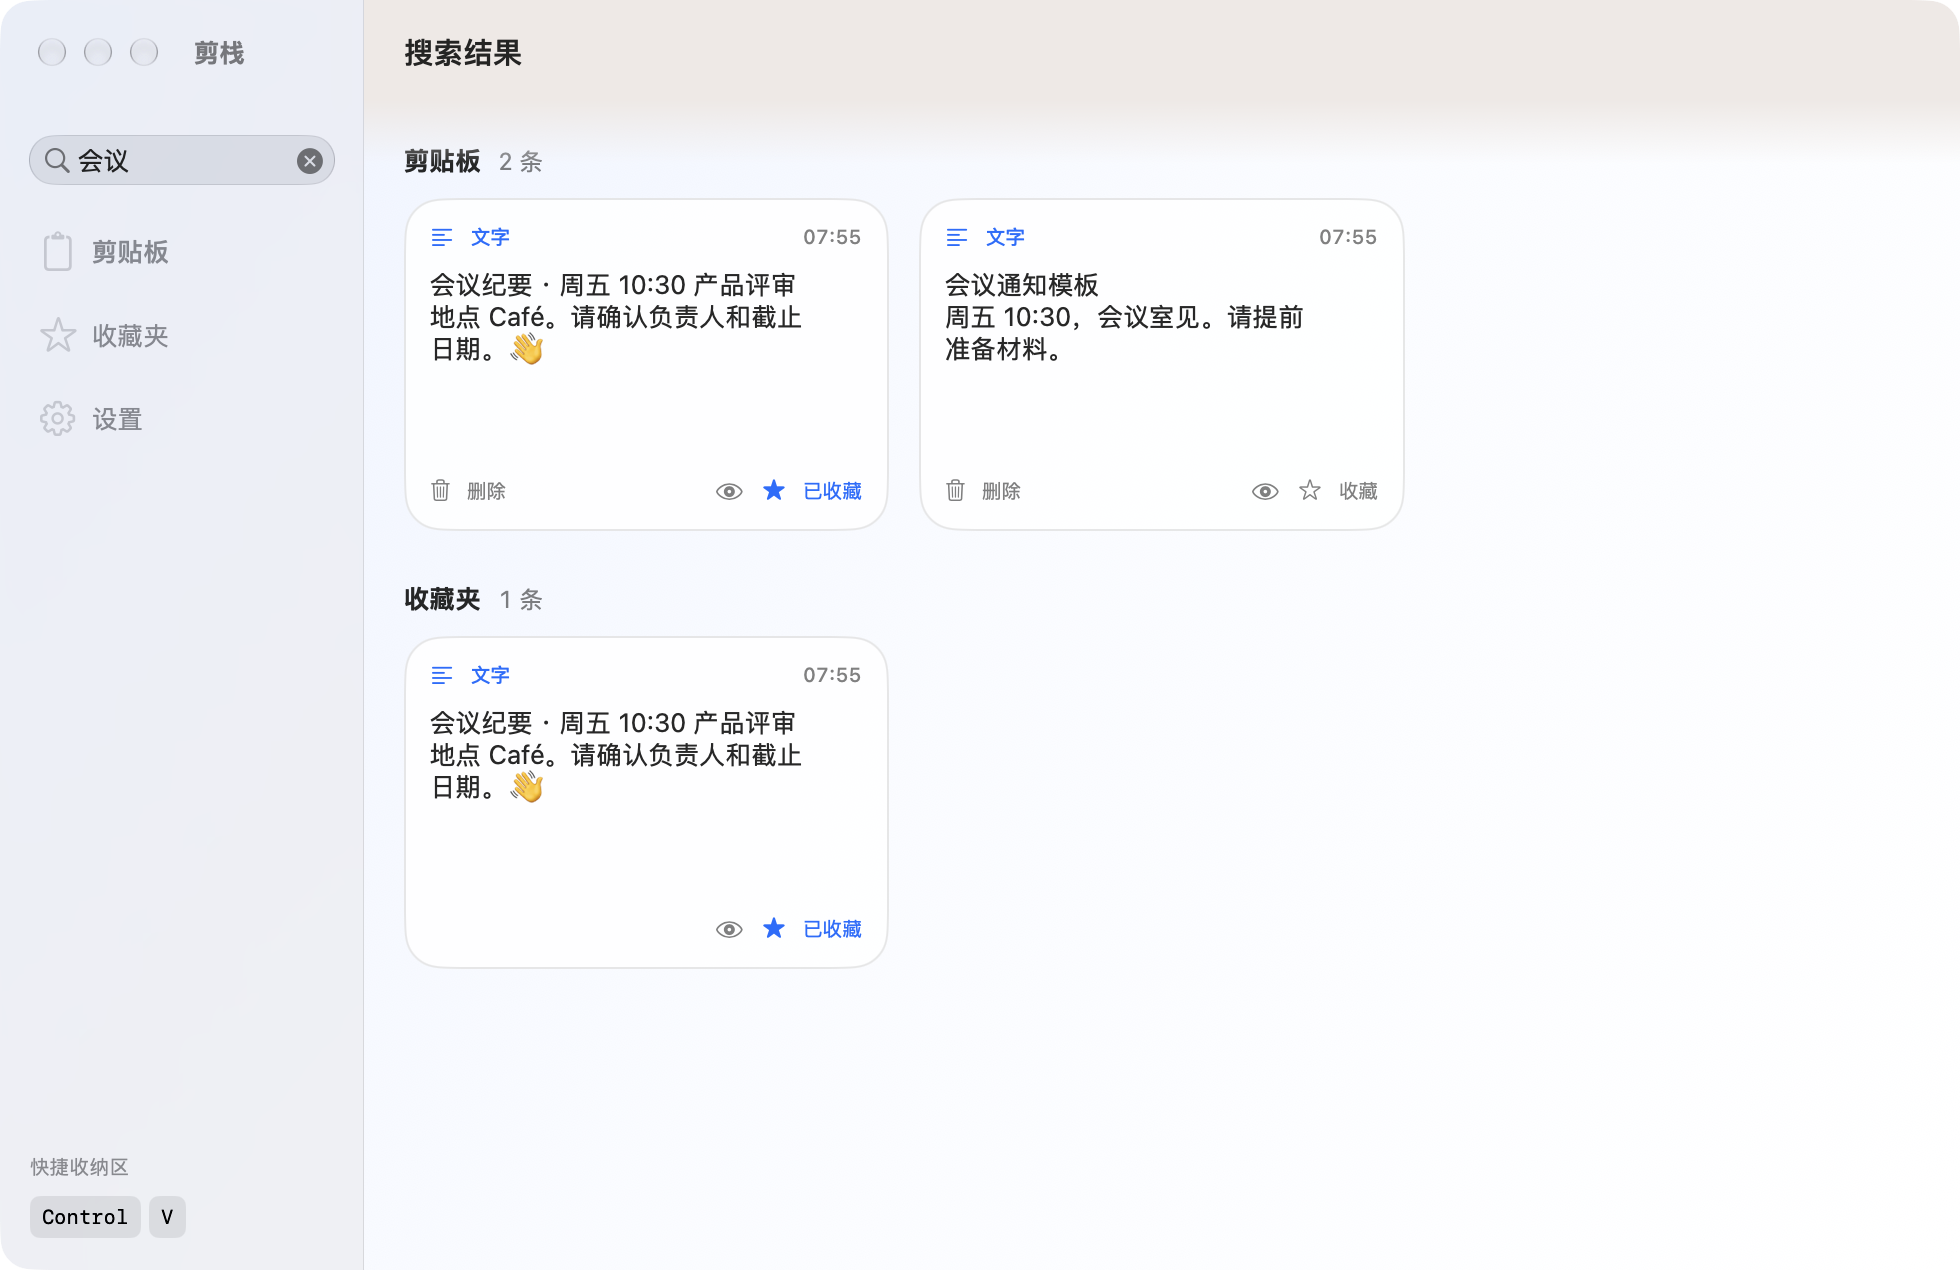 剪栈
会议
剪贴板
收藏夹
设置
快捷收纳区
Control V
搜索结果
剪贴板 2 条
文字 07:55
会议纪要 · 周五 10:30 产品评审
地点 Café。请确认负责人和截止
日期。👋
删除 已收藏
文字 07:55
会议通知模板
周五 10:30，会议室见。请提前
准备材料。
删除 收藏
收藏夹 1 条
文字 07:55
会议纪要 · 周五 10:30 产品评审
地点 Café。请确认负责人和截止
日期。👋
已收藏